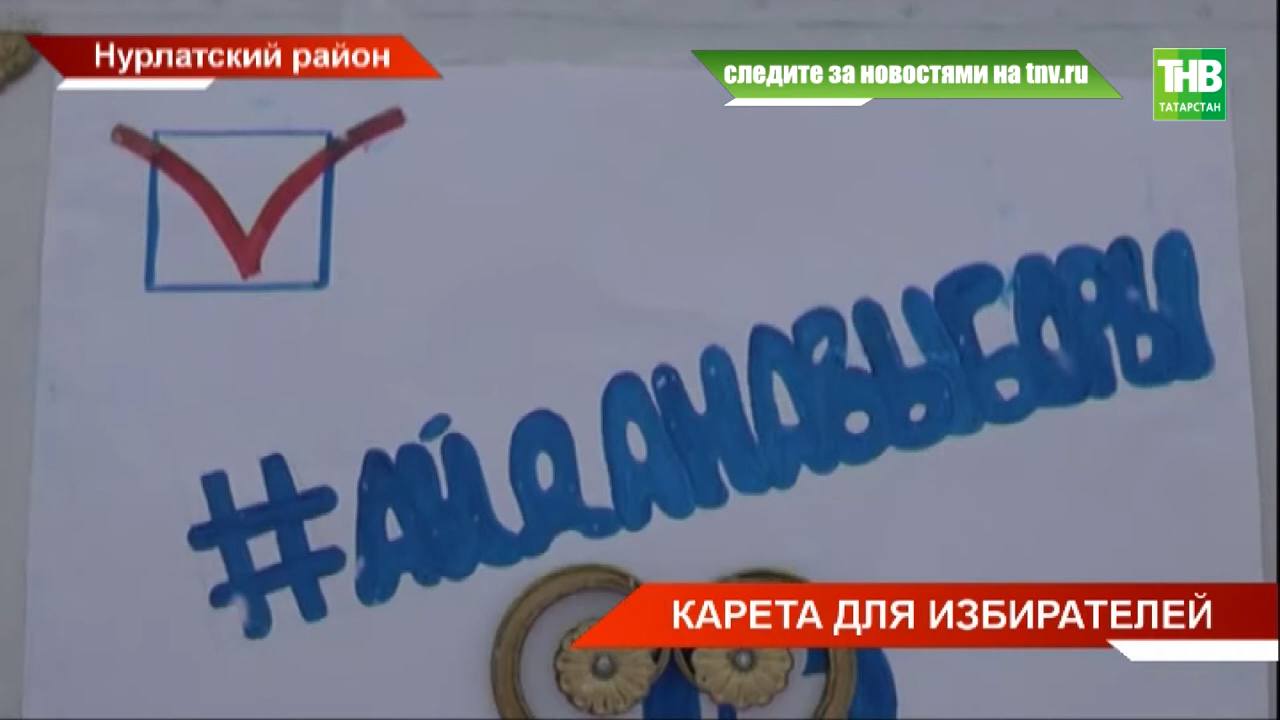 Нурлатский район
следите за новостями на tnv.ru
ТНВ
ТАТАРСТАН
#АЙДАНАВЫБОРЫ
КАРЕТА ДЛЯ ИЗБИРАТЕЛЕЙ